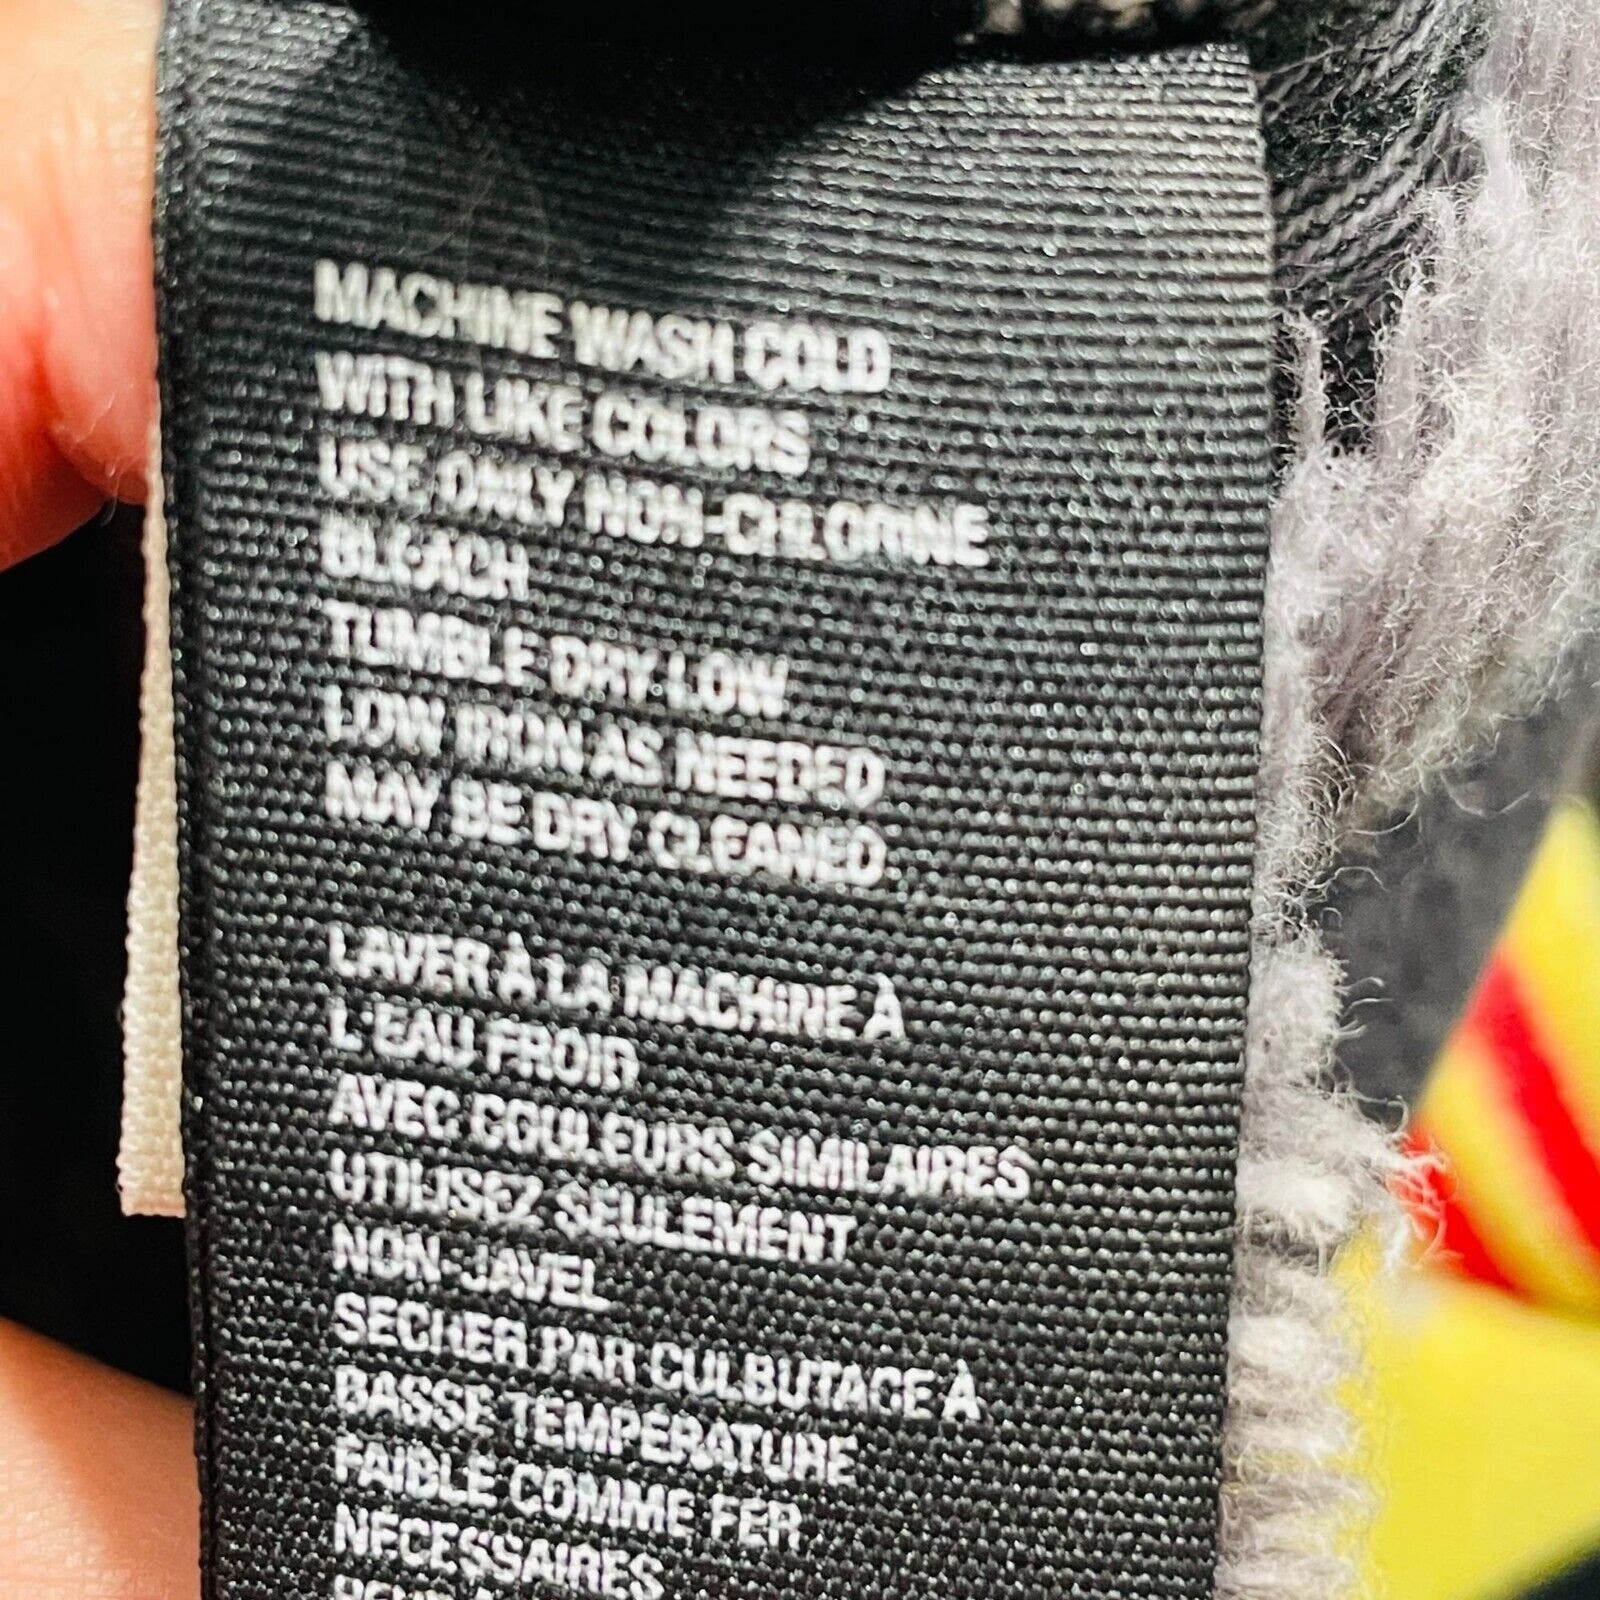 MACHINE WASH COLD
WITH LIKE COLORS
USE ONLY NON-CHLORINE
BLEACH
TUMBLE DRY LOW
LOW IRON AS NEEDED
MAY BE DRY CLEANED
LAVER À LA MACHINE À
L'EAU FROID
AVEC COULEURS SIMILAIRES
UTILISEZ SEULEMENT
NON-JAVEL
SECHER PAR CULBUTAGE À
BASSE TEMPÉRATURE
FAIBLE COMME FER
NÉCESSAIRES